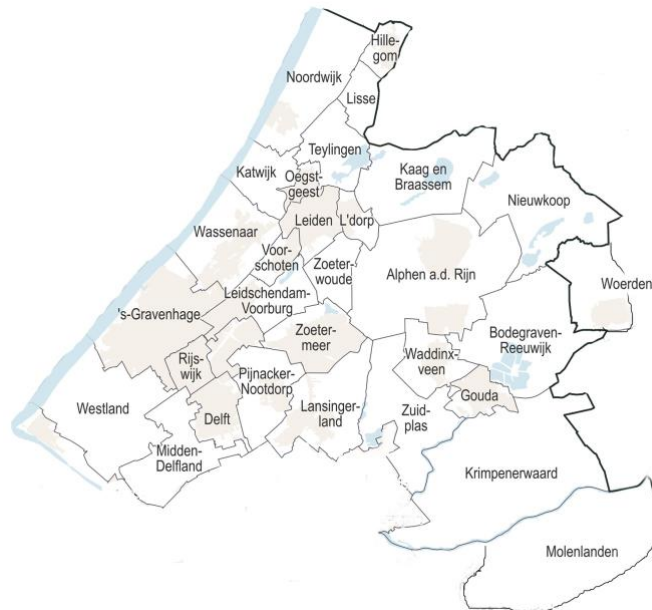 Hille-
gom
Noordwijk
Lisse
Teylingen
Katwijk
Oegst-
geest
Kaag en
Braassem
Nieuwkoop
Leiden
L'dorp
Wassenaar
Voor-
schoten
Zoeter-
woude
Alphen a.d. Rijn
Woerden
Leidschendam-
Voorburg
's-Gravenhage
Zoeter-
meer
Bodegraven-
Reeuwijk
Rijs-
wijk
Waddinx-
veen
Pijnacker-
Nootdorp
Gouda
Westland
Delft
Lansinger-
land
Zuid-
plas
Midden-
Delfland
Krimpenerwaard
Molenlanden